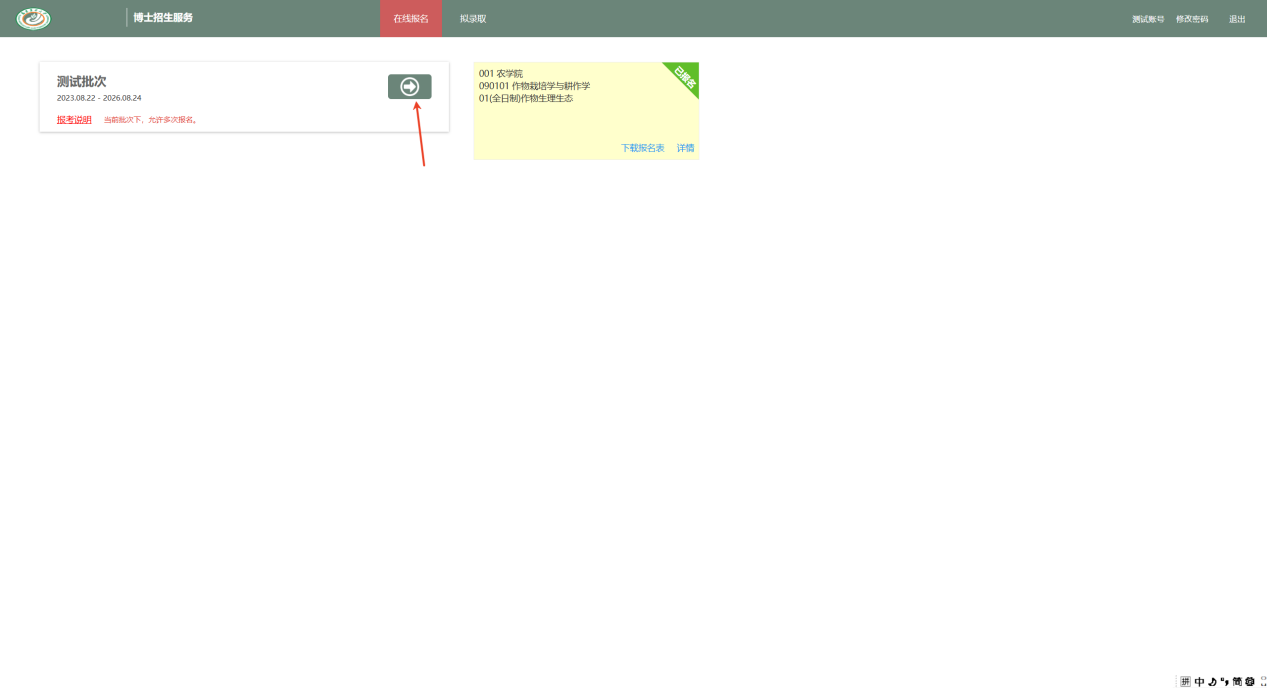 博士招生服务
在线报名
拟录取
测试账号
修改密码
退出
测试批次
2023.08.22 - 2026.08.24
报考说明 当前批次下，允许多次报名。
001 农学院
090101 作物栽培学与耕作学
01(全日制)作物生理生态
已报名
下载报名表 详情
拼 中 简